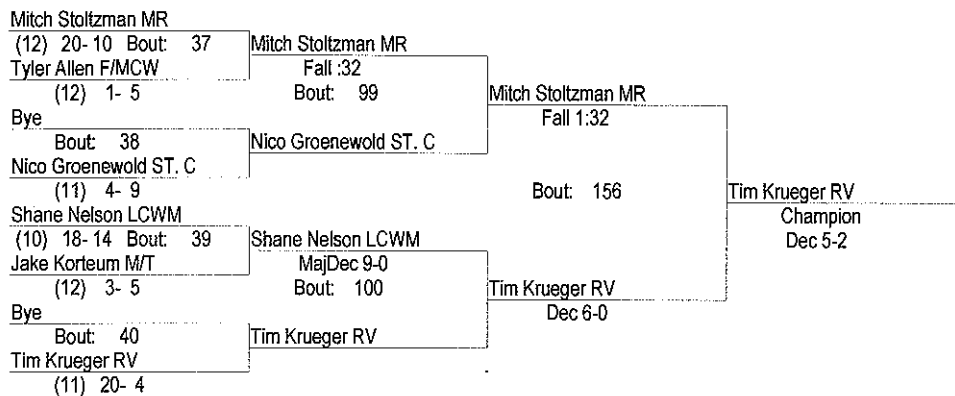 Mitch Stoltzman MR
(12) 20- 10 Bout: 37
Tyler Allen F/MCW
(12) 1- 5
Bye
Bout: 38
Nico Groenewold ST. C
(11) 4- 9
Shane Nelson LCWM
(10) 18- 14 Bout: 39
Jake Korteum M/T
(12) 3- 5
Bye
Bout: 40
Tim Krueger RV
(11) 20- 4
Mitch Stoltzman MR
Fall :32
Bout: 99
Nico Groenewold ST. C
Shane Nelson LCWM
MajDec 9-0
Bout: 100
Tim Krueger RV
Mitch Stoltzman MR
Fall 1:32
Bout: 156
Tim Krueger RV
Dec 6-0
Tim Krueger RV
Champion
Dec 5-2